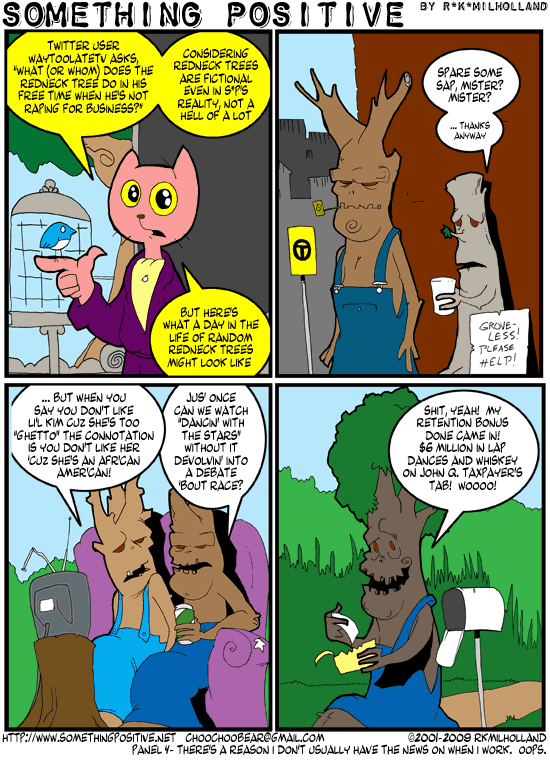 SOMETHING POSITIVE
BY R*K*MILHOLLAND
TWITTER USER
WAYTOOLATETV ASKS,
"WHAT (OR WHOM) DOES THE
REDNECK TREE DO IN HIS
FREE TIME WHEN HE'S NOT
RAPING FOR BUSINESS?"
CONSIDERING
REDNECK TREES
ARE FICTIONAL
EVEN IN S*P'S
REALITY, NOT A
HELL OF A LOT
BUT HERE'S
WHAT A DAY IN THE
LIFE OF RANDOM
REDNECK TREES
MIGHT LOOK LIKE
SPARE SOME
SAP, MISTER?
MISTER?
... THANKS
ANYWAY
T
GROVE-
LESS!
PLEASE
HELP!
... BUT WHEN YOU
SAY YOU DON'T LIKE
LI'L KIM CUZ SHE'S TOO
"GHETTO" THE CONNOTATION
IS YOU DON'T LIKE HER
'CUZ SHE'S AN AFR'CAN
AMER'CAN!
JUS' ONCE
CAN WE WATCH
"DANCIN' WITH
THE STARS"
WITHOUT IT
DEVOLVIN' INTO
A DEBATE
'BOUT RACE?
SHIT, YEAH! MY
RETENTION BONUS
DONE CAME IN!
$6 MILLION IN LAP
DANCES AND WHISKEY
ON JOHN Q. TAXPAYER'S
TAB! WOOOO!
HTTP://WWW.SOMETHINGPOSITIVE.NET CHOOCHOOBEAR@GMAIL.COM ©2001-2009 RKMILHOLLAND
PANEL 4- THERE'S A REASON I DON'T USUALLY HAVE THE NEWS ON WHEN I WORK. OOPS.